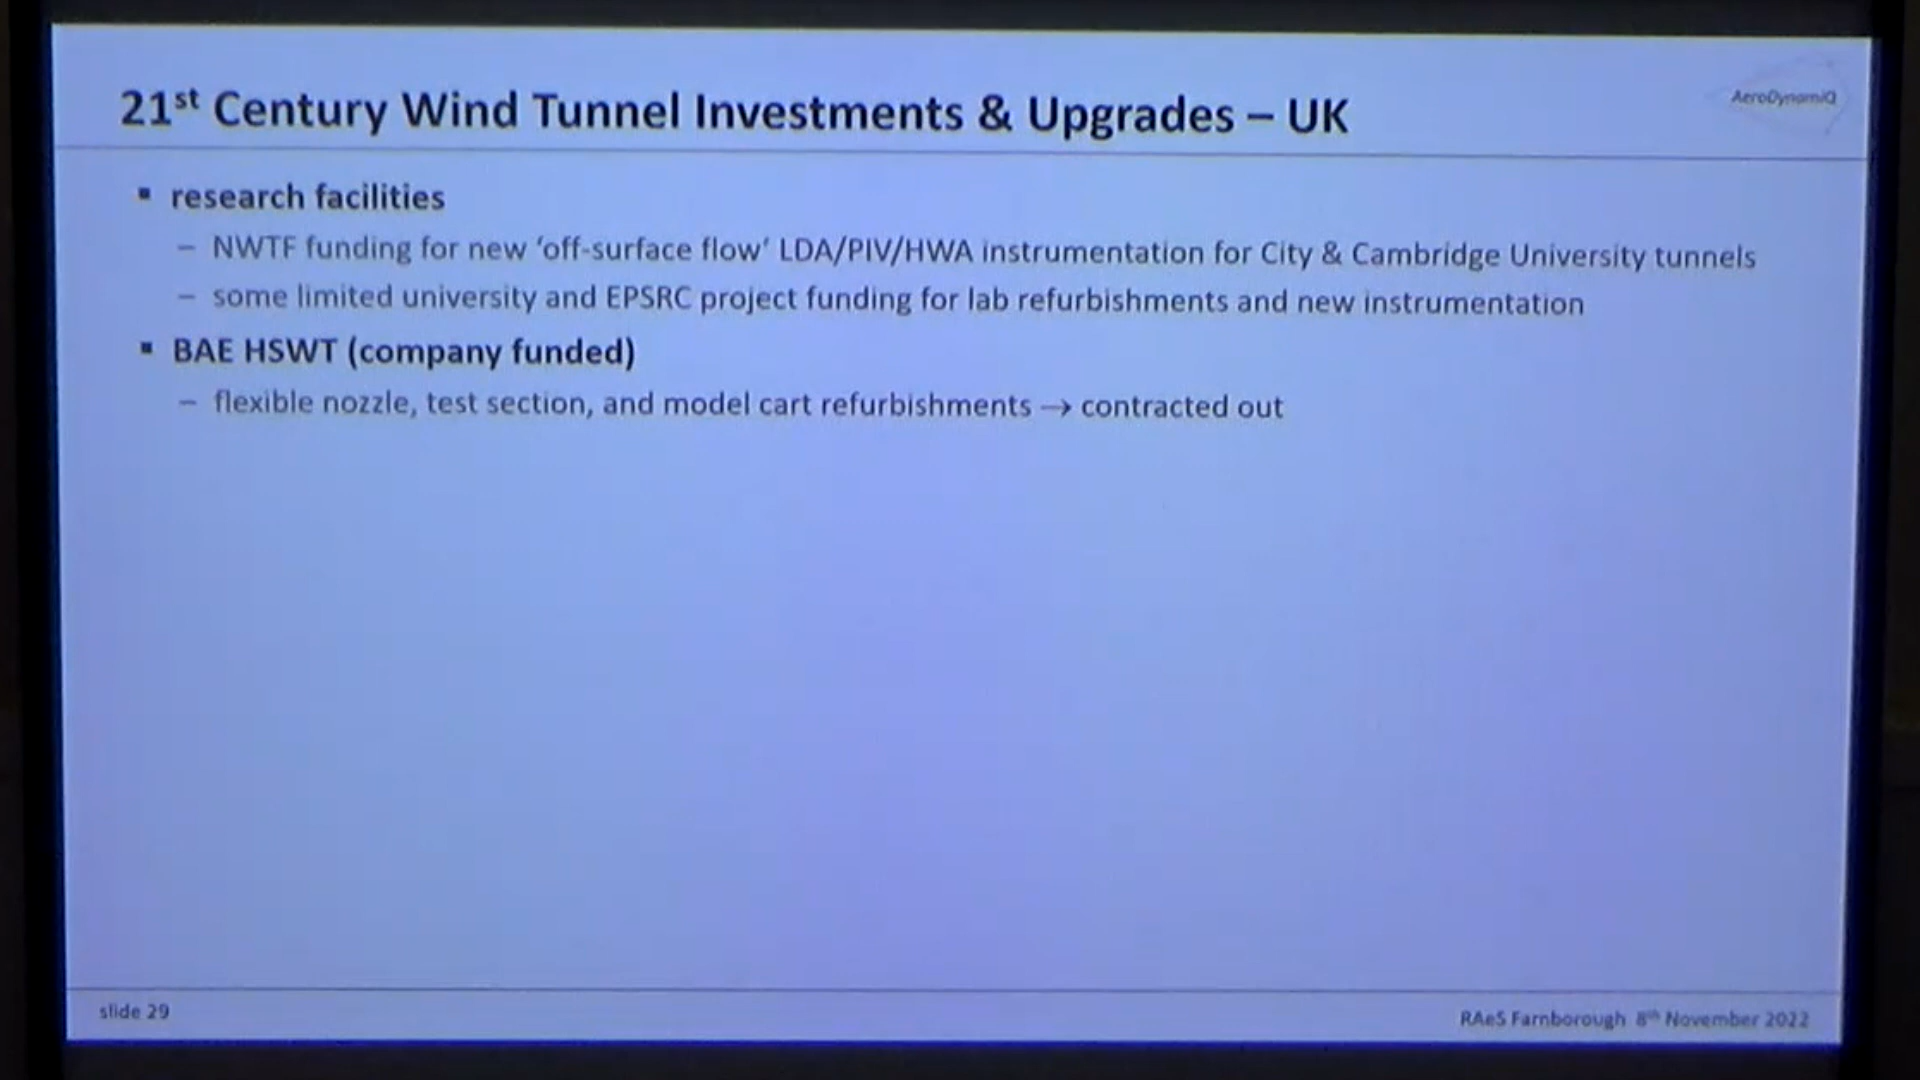 21st Century Wind Tunnel Investments & Upgrades – UK
AeroDynamiQ
▪ research facilities
– NWTF funding for new ‘off-surface flow’ LDA/PIV/HWA instrumentation for City & Cambridge University tunnels
– some limited university and EPSRC project funding for lab refurbishments and new instrumentation
▪ BAE HSWT (company funded)
– flexible nozzle, test section, and model cart refurbishments → contracted out
slide 29
RAeS Farnborough 8th November 2022